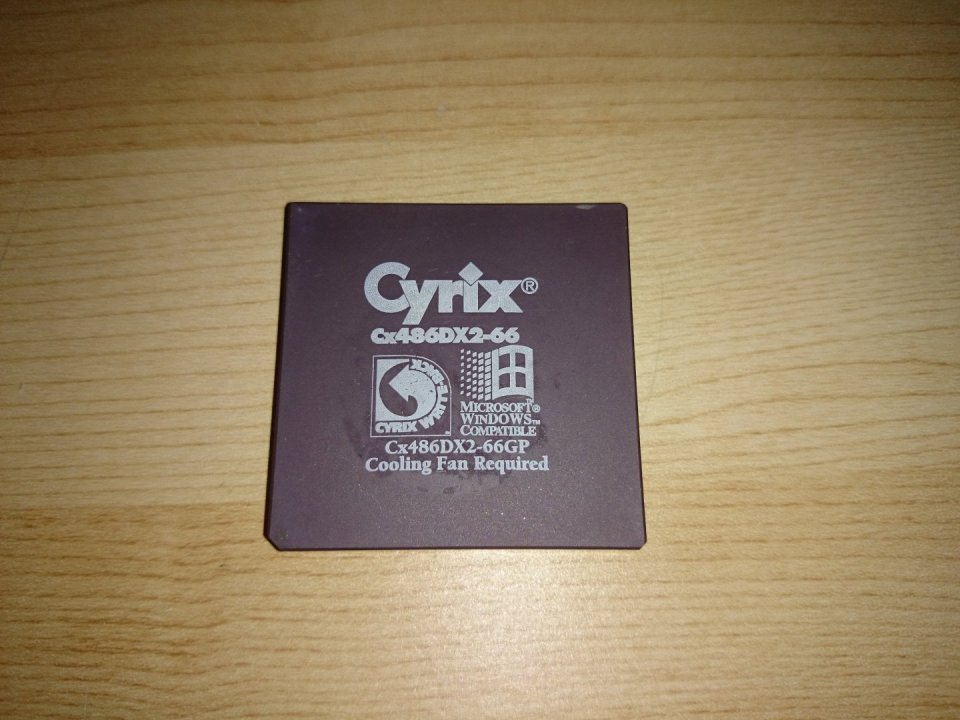 Cyrix®
Cx486DX2-66
CYRIX
MICROSOFT®
WINDOWS™
COMPATIBLE
Cx486DX2-66GP
Cooling Fan Required